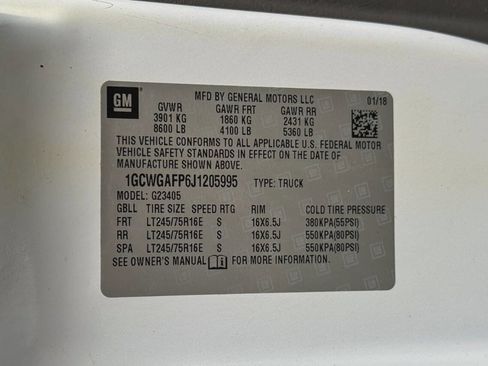 GM
MFD BY GENERAL MOTORS LLC
01/18
GVWR GAWR FRT GAWR RR
3901 KG 1860 KG 2431 KG
8600 LB 4100 LB 5360 LB
THIS VEHICLE CONFORMS TO ALL APPLICABLE U.S. FEDERAL MOTOR
VEHICLE SAFETY STANDARDS IN EFFECT ON THE DATE OF
MANUFACTURE SHOWN ABOVE.
1GCWGAFP6J1205995 TYPE: TRUCK
MODEL: G23405
GBLL TIRE SIZE SPEED RTG RIM COLD TIRE PRESSURE
FRT LT245/75R16E S 16X6.5J 380KPA(55PSI)
RR LT245/75R16E S 16X6.5J 550KPA(80PSI)
SPA LT245/75R16E S 16X6.5J 550KPA(80PSI)
SEE OWNER'S MANUAL FOR MORE INFORMATION.